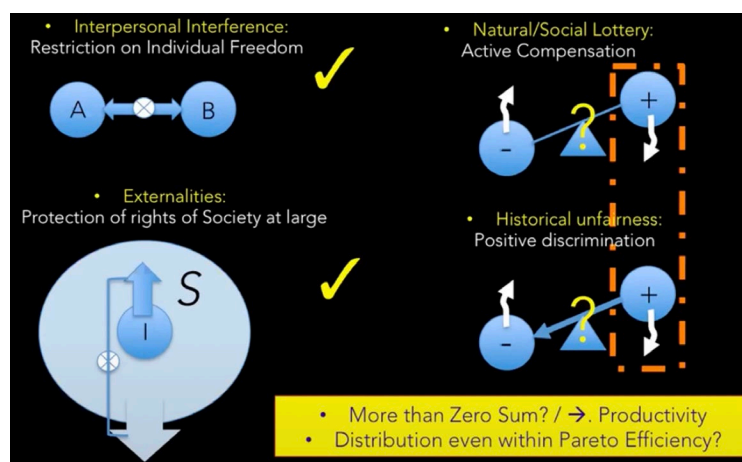 • Interpersonal Interference:
Restriction on Individual Freedom
A
B
• Externalities:
Protection of rights of Society at large
S
I
• Natural/Social Lottery:
Active Compensation
+
?
-
• Historical unfairness:
Positive discrimination
+
?
-
• More than Zero Sum? / →. Productivity
• Distribution even within Pareto Efficiency?